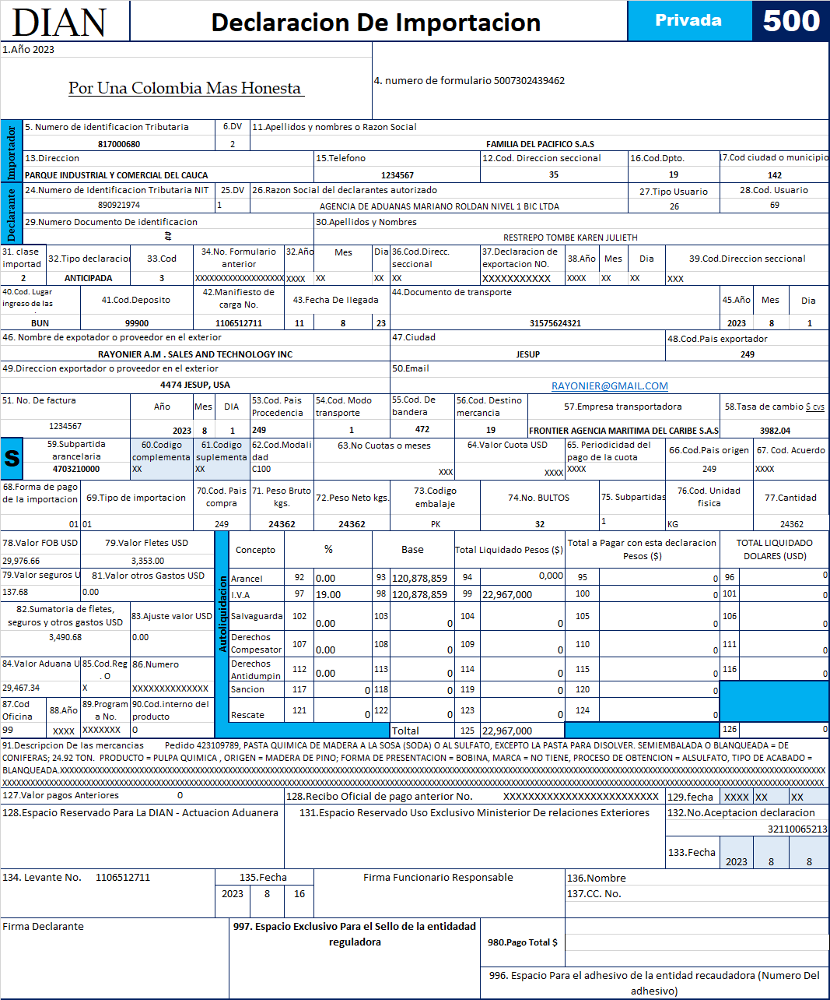 DIAN Declaracion De Importacion Privada 500
1.Año 2023
Por Una Colombia Mas Honesta
4. numero de formulario 5007302439462
Importador
5. Numero de identificacion Tributaria 6.DV 11.Apellidos y nombres o Razon Social
817000680 2 FAMILIA DEL PACIFICO S.A.S
13.Direccion 15.Telefono 12.Cod. Direccion seccional 16.Cod.Dpto. 17.Cod ciudad o municipio
PARQUE INDUSTRIAL Y COMERCIAL DEL CAUCA 1234567 35 19 142
Declarante
24.Numero de Identificacion Tributaria NIT 25.DV 26.Razon Social del declarantes autorizado 27.Tipo Usuario 28.Cod. Usuario
890921974 1 AGENCIA DE ADUANAS MARIANO ROLDAN NIVEL 1 BIC LTDA 26 69
29.Numero Documento De identificacion 30.Apellidos y Nombres
RESTREPO TOMBE KAREN JULIETH
31. clase importad 32.Tipo declaracion 33.Cod 34.No. Formulario anterior 32.Año Mes Dia 36.Cod.Direcc. seccional 37.Declaracion de exportacion NO. 38.Año Mes Dia 39.Cod.Direccion seccional
2 ANTICIPADA 3 XXXXXXXXXXXXXXXXXXX XXXX XX XX XX XXXXXXXXXXX XXXX XX XX XXX
40.Cod. Lugar ingreso de las 41.Cod.Deposito 42.Manifiesto de carga No. 43.Fecha De llegada 44.Documento de transporte 45.Año Mes Dia
BUN 99900 1106512711 11 8 23 31575624321 2023 8 1
46. Nombre de expotador o proveedor en el exterior 47.Ciudad 48.Cod.Pais exportador
RAYONIER A.M . SALES AND TECHNOLOGY INC JESUP 249
49.Direccion exportador o proveedor en el exterior 50.Email
4474 JESUP, USA RAYONIER@GMAIL.COM
51. No. De factura Año Mes DIA 53.Cod. Pais Procedencia 54.Cod. Modo transporte 55.Cod. De bandera 56.Cod. Destino mercancia 57.Empresa transportadora 58.Tasa de cambio $ cvs
1234567 2023 8 1 249 1 472 19 FRONTIER AGENCIA MARITIMA DEL CARIBE S.A.S 3982.04
S
59.Subpartida arancelaria 60.Codigo complementa 61.Codigo suplementa 62.Cod.Modali dad 63.No Cuotas o meses 64.Valor Cuota USD 65. Periodicidad del pago de la cuota 66.Cod.Pais origen 67. Cod. Acuerdo
4703210000 XX XX C100 XXX XXXX XXXX 249 XXXX
68.Forma de pago de la importacion 69.Tipo de importacion 70.Cod. Pais compra 71. Peso Bruto kgs. 72.Peso Neto kgs. 73.Codigo embalaje 74.No. BULTOS 75. Subpartidas 76.Cod. Unidad fisica 77.Cantidad
01 01 249 24362 24362 PK 32 1 KG 24362
78.Valor FOB USD 79.Valor Fletes USD
29,976.66 3,353.00
79.Valor seguros U 81.Valor otros Gastos USD
137.68 0.00
82.Sumatoria de fletes, seguros y otros gastos USD 83.Ajuste valor USD
3,490.68 0.00
84.Valor Aduana U 85.Cod.Reg . O 86.Numero
29,467.34 X XXXXXXXXXXXXXX
87.Cod Oficina 88.Año 89.Program a No. 90.Cod.interno del producto
99 XXXX XXXXXXX 0
Autoliquidacion
Concepto % Base Total Liquidado Pesos ($) Total a Pagar con esta declaracion Pesos ($) TOTAL LIQUIDADO DOLARES (USD)
Arancel 92 0.00 93 120,878,859 94 0,000 95 0 96 0
I.V.A 97 19.00 98 120,878,859 99 22,967,000 100 0 101 0
Salvaguarda 102 0.00 103 0 104 0 105 0 106 0
Derechos Compesator 107 0.00 108 0 109 0 110 0 111 0
Derechos Antidumpin 112 0.00 113 0 114 0 115 0 116 0
Sancion 117 0 118 0 119 0 120 0
Rescate 121 0 122 0 123 0 124 0
Toltal 125 22,967,000 126 0
91.Descripcion De las mercancias Pedido 423109789, PASTA QUIMICA DE MADERA A LA SOSA (SODA) O AL SULFATO, EXCEPTO LA PASTA PARA DISOLVER. SEMIEMBALADA O BLANQUEADA = DE
CONIFERAS; 24.92 TON. PRODUCTO = PULPA QUIMICA , ORIGEN = MADERA DE PINO; FORMA DE PRESENTACION = BOBINA, MARCA = NO TIENE, PROCESO DE OBTENCION = ALSULFATO, TIPO DE ACABADO =
BLANQUEADA.XXXXXXXXXXXXXXXXXXXXXXXXXXXXXXXXXXXXXXXXXXXXXXXXXXXXXXXXXXXXXXXXXXXXXXXXXXXXXXXXXXXXXXXXXXXXXXXXXXXXXXXXXXXXXXXXXXXXXXXXXXXXXXXXXXXXXXXXXXXXXXXXXXXXXXXX
XXXXXXXXXXXXXXXXXXXXXXXXXXXXXXXXXXXXXXXXXXXXXXXXXXXXXXXXXXXXXXXXXXXXXXXXXXXXXXXXXXXXXXXXXXXXXXXXXXXXXXXXXXXXXXXXXXXXXXXXXXXXXXXXXXXXXXXXXXXXXXXXXXXXXXXXXXXXXXXX
127.Valor pagos Anteriores 0 128.Recibo Oficial de pago anterior No. XXXXXXXXXXXXXXXXXXXXXXXXX 129.fecha XXXX XX XX
128.Espacio Reservado Para La DIAN - Actuacion Aduanera 131.Espacio Reservado Uso Exclusivo Ministerior De relaciones Exteriores 132.No.Aceptacion declaracion
32110065213
133.Fecha 2023 8 8
134. Levante No. 1106512711 135.Fecha Firma Funcionario Responsable 136.Nombre
2023 8 16 137.CC. No.
Firma Declarante 997. Espacio Exclusivo Para el Sello de la entidadad reguladora 980.Pago Total $
996. Espacio Para el adhesivo de la entidad recaudadora (Numero Del adhesivo)